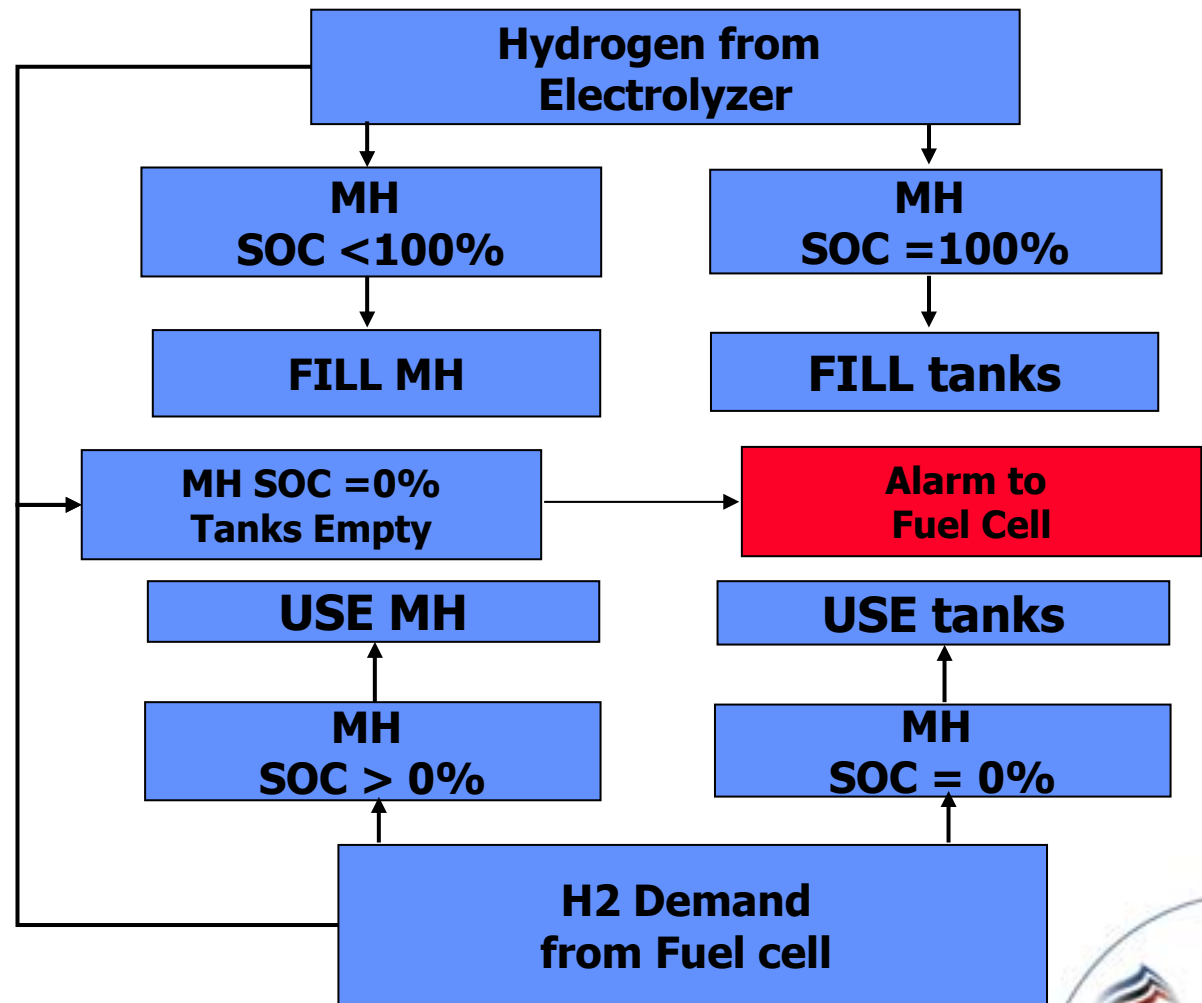 Hydrogen from
Electrolyzer
MH
SOC <100%
MH
SOC =100%
FILL MH
FILL tanks
MH SOC =0%
Tanks Empty
Alarm to
Fuel Cell
USE MH
USE tanks
MH
SOC > 0%
MH
SOC = 0%
H2 Demand
from Fuel cell